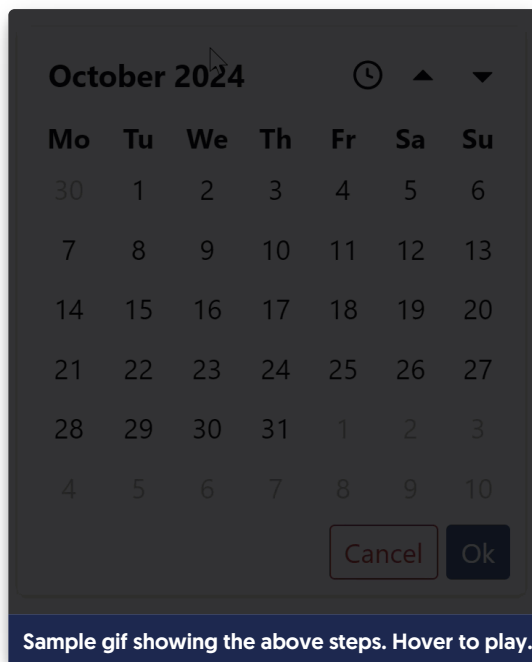 October 2024
Mo Tu We Th Fr Sa Su
30 1 2 3 4 5 6
7 8 9 10 11 12 13
14 15 16 17 18 19 20
21 22 23 24 25 26 27
28 29 30 31 1 2 3
4 5 6 7 8 9 10
Cancel Ok
Sample gif showing the above steps. Hover to play.